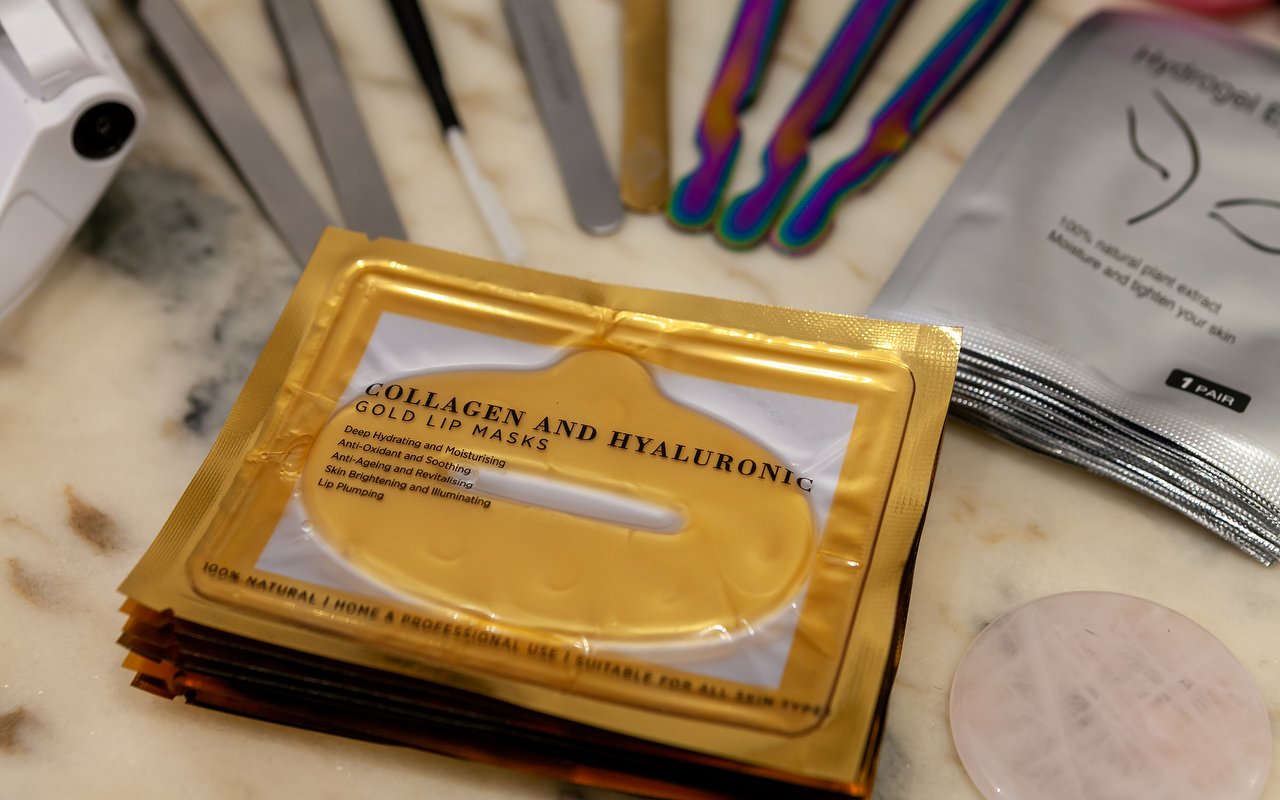 COLLAGEN AND HYALURONIC
GOLD LIP MASKS
Deep Hydrating and Moisturising
Anti-Oxidant and Soothing
Anti-Ageing and Revitalising
Skin Brightening and Illuminating
Lip Plumping
100% NATURAL | HOME & PROFESSIONAL USE | SUITABLE FOR ALL SKIN TYPES
Hydrogel
100% natural plant extract
Moisture and tighten your skin
1 PAIR